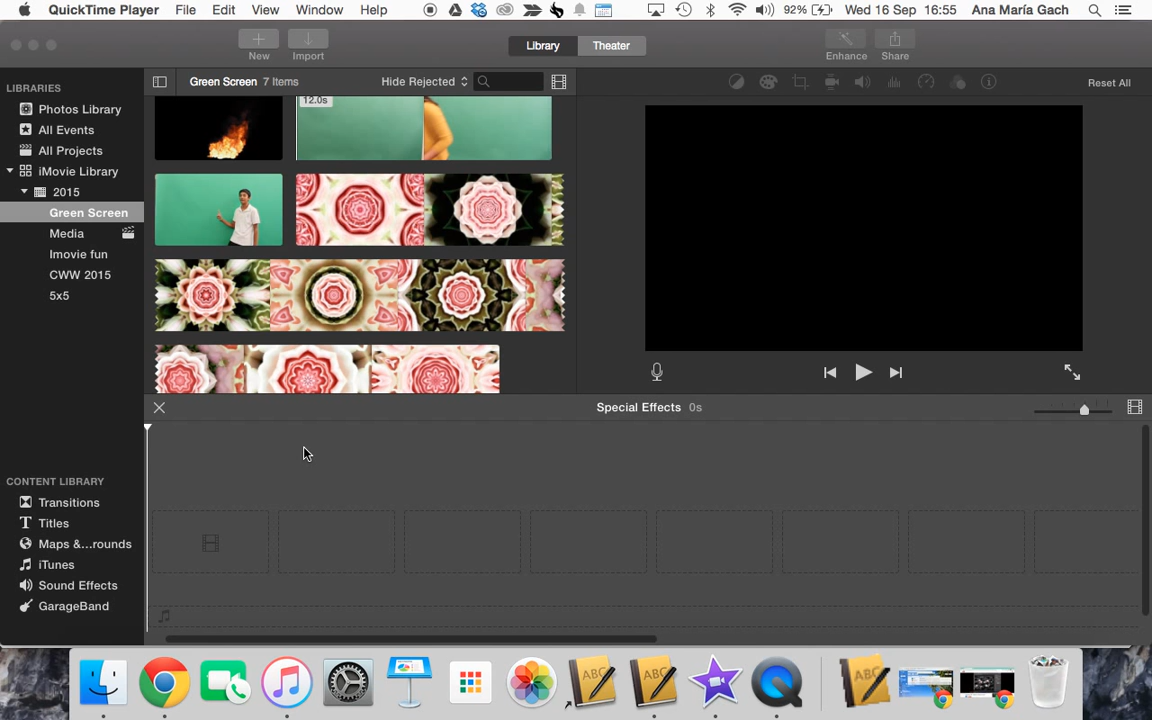 QuickTime Player File Edit View Window Help 92% Wed 16 Sep 16:55 Ana María Gach
New Import Library Theater Enhance Share
LIBRARIES
Photos Library
All Events
All Projects
iMovie Library
2015
Green Screen
Media
Imovie fun
CWW 2015
5x5
Green Screen 7 Items Hide Rejected
12.0s
Reset All
Special Effects 0s
CONTENT LIBRARY
Transitions
T Titles
Maps &...rounds
iTunes
Sound Effects
GarageBand
ABC
ABC
ABC